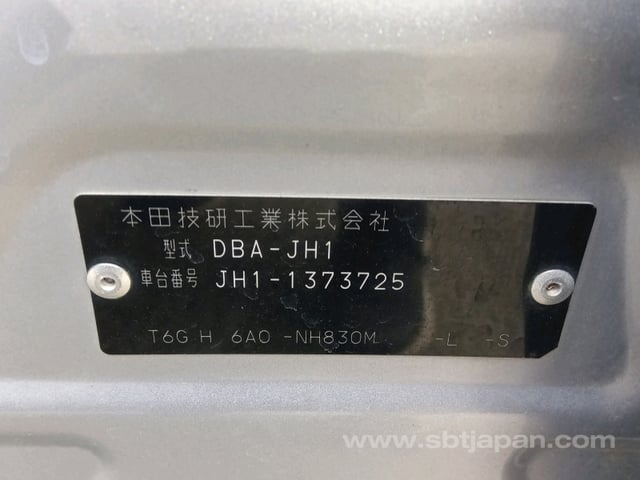 本田技研工業株式会社
型式 DBA-JH1
車台番号 JH1-1373725
T6G H 6A0 -NH830M -L -S
www.sbtjapan.com